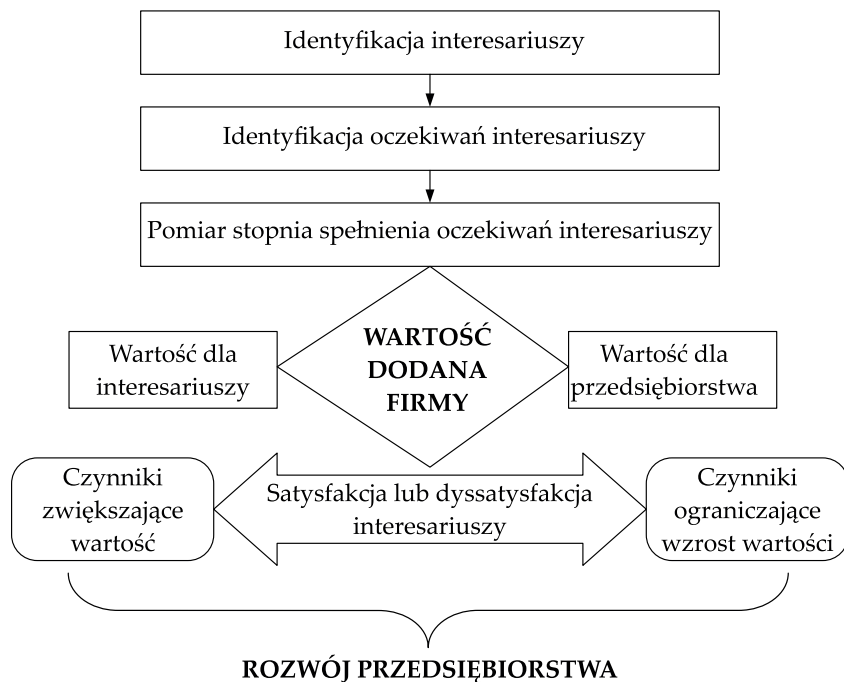 Identyfikacja interesariuszy
Identyfikacja oczekiwań interesariuszy
Pomiar stopnia spełnienia oczekiwań interesariuszy
Wartość dla
interesariuszy
WARTOŚĆ
DODANA
FIRMY
Wartość dla
przedsiębiorstwa
Czynniki
zwiększające
wartość
Satysfakcja lub dyssatysfakcja
interesariuszy
Czynniki
ograniczające
wzrost wartości
ROZWÓJ PRZEDSIĘBIORSTWA